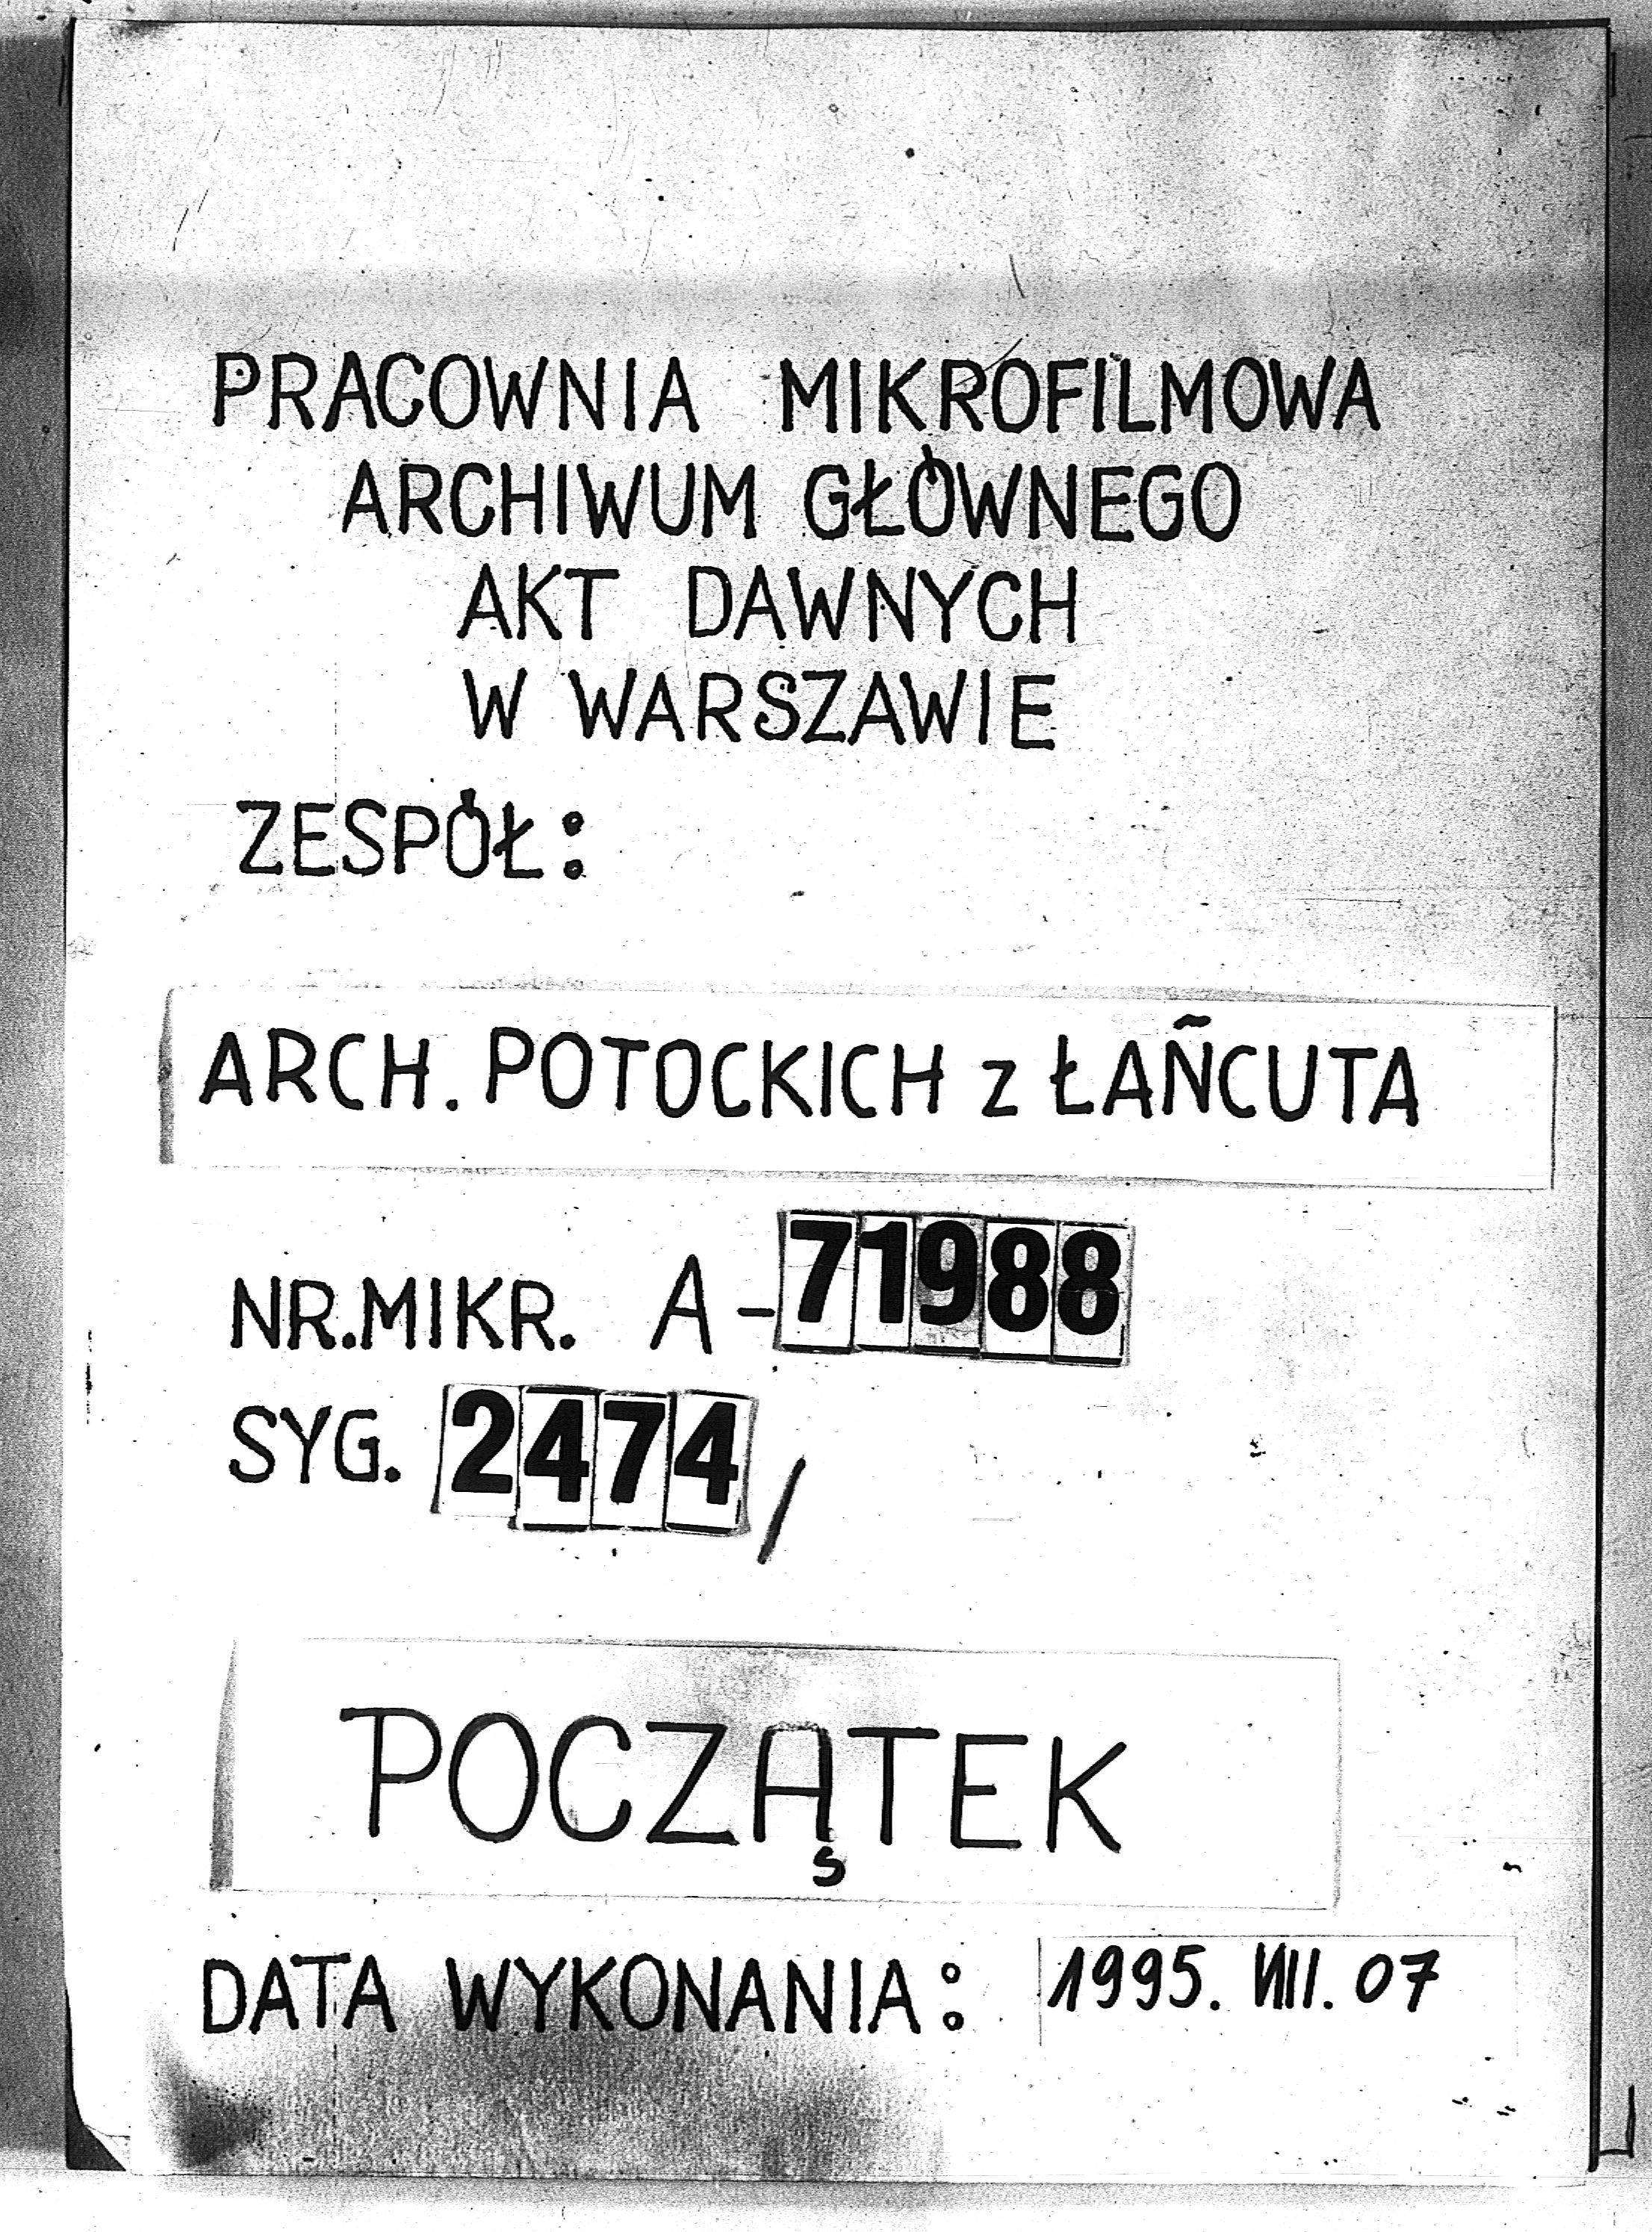 PRACOWNIA MIKROFILMOWA
ARCHIWUM GŁÓWNEGO
AKT DAWNYCH
W WARSZAWIE
ZESPÓŁ:
ARCH. POTOCKICH z ŁAŃCUTA
NR.MIKR. A-71988
SYG. 2474/
POCZĄTEK
DATA WYKONANIA: 1995. VIII. 07